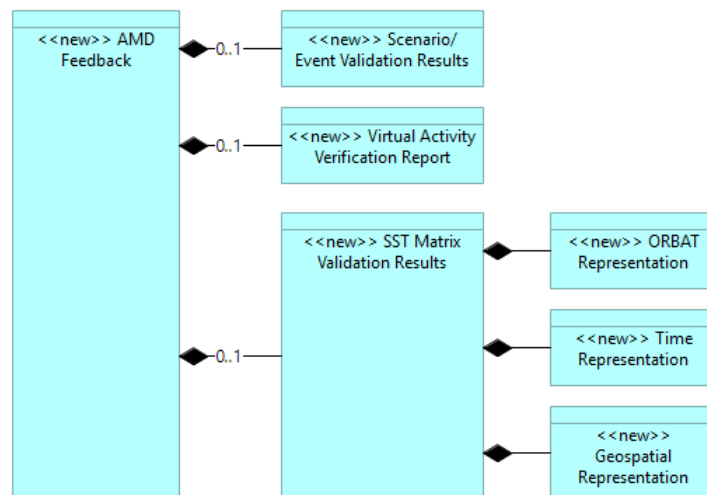 <<new>> AMD
Feedback
0..1
<<new>> Scenario/
Event Validation Results
0..1
<<new>> Virtual Activity
Verification Report
0..1
<<new>> SST Matrix
Validation Results
<<new>> ORBAT
Representation
<<new>> Time
Representation
<<new>>
Geospatial
Representation